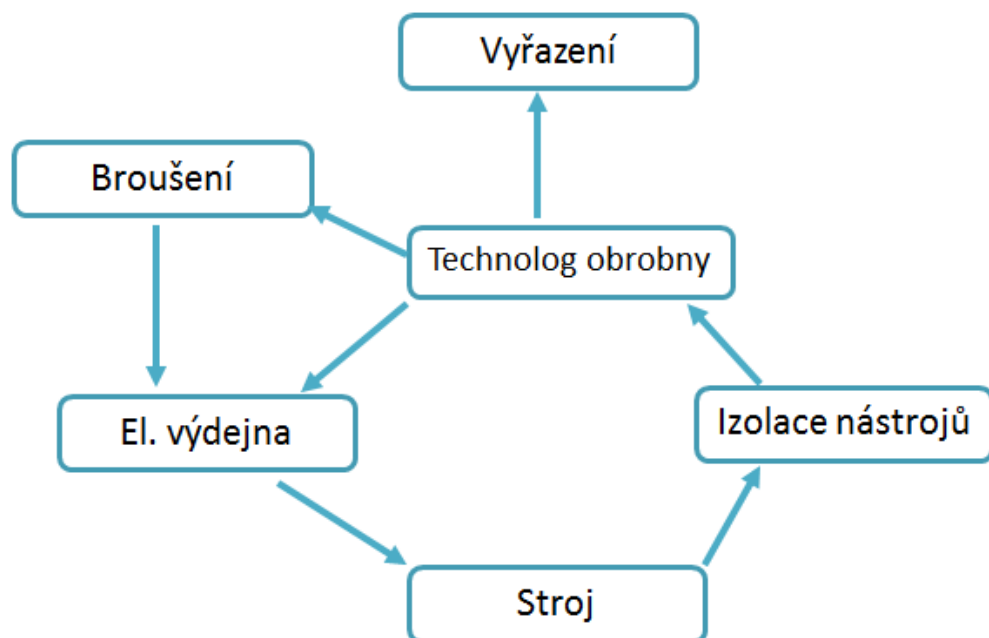 Vyřazení
Broušení
Technolog obrobny
El. výdejna
Izolace nástrojů
Stroj